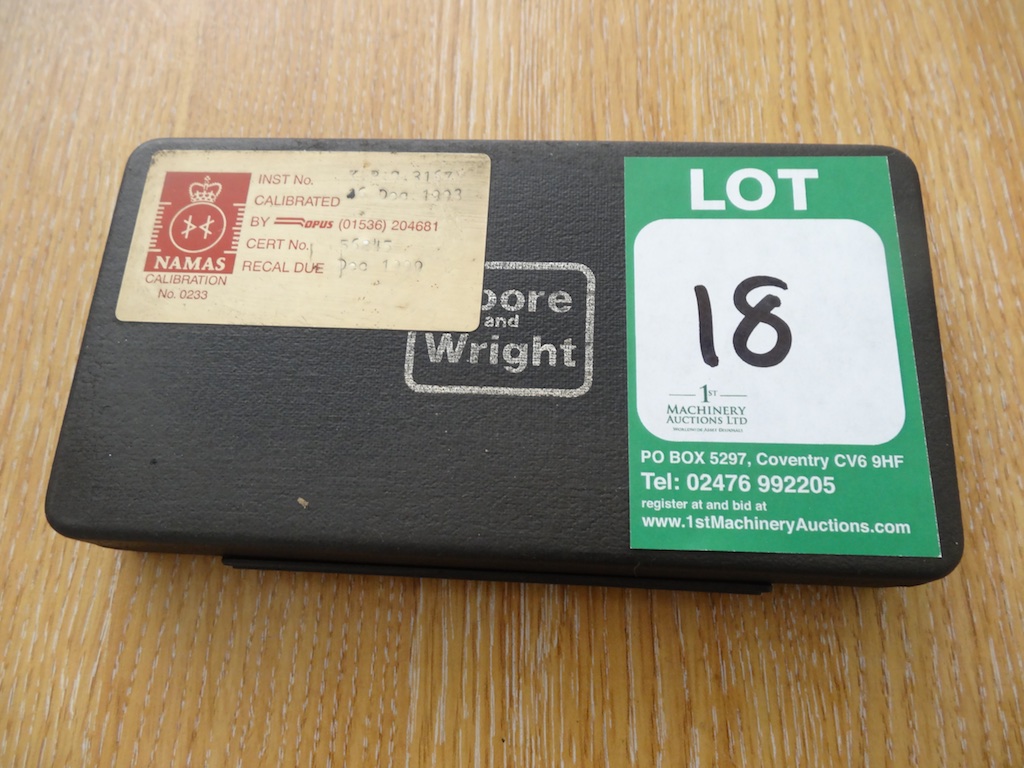 INST No.
CALIBRATED
BY OPUS (01536) 204681
CERT No.
RECAL DUE
NAMAS
CALIBRATION
No. 0233
oore
and
Wright
LOT
18
1ST
MACHINERY
AUCTIONS LTD
PO BOX 5297, Coventry CV6 9HF
Tel: 02476 992205
register at and bid at
www.1stMachineryAuctions.com